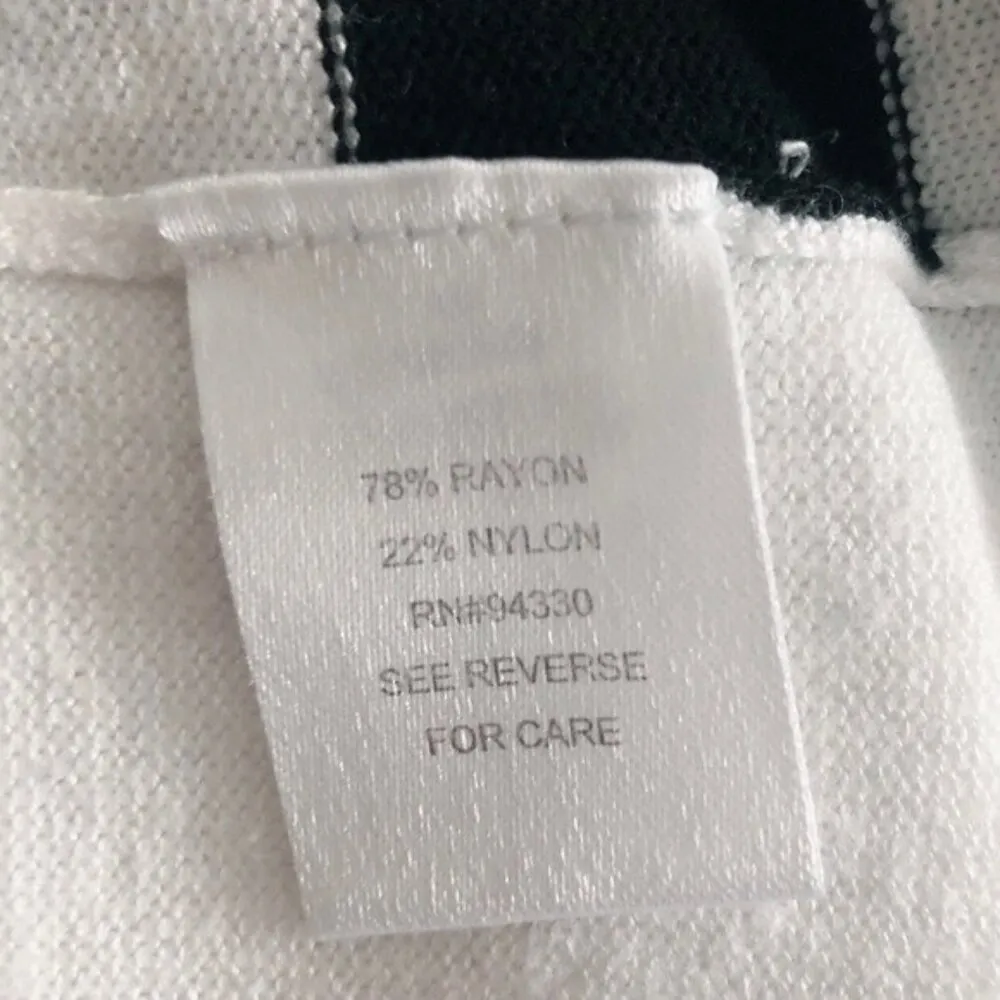 78% RAYON
22% NYLON
RN#94330
SEE REVERSE
FOR CARE